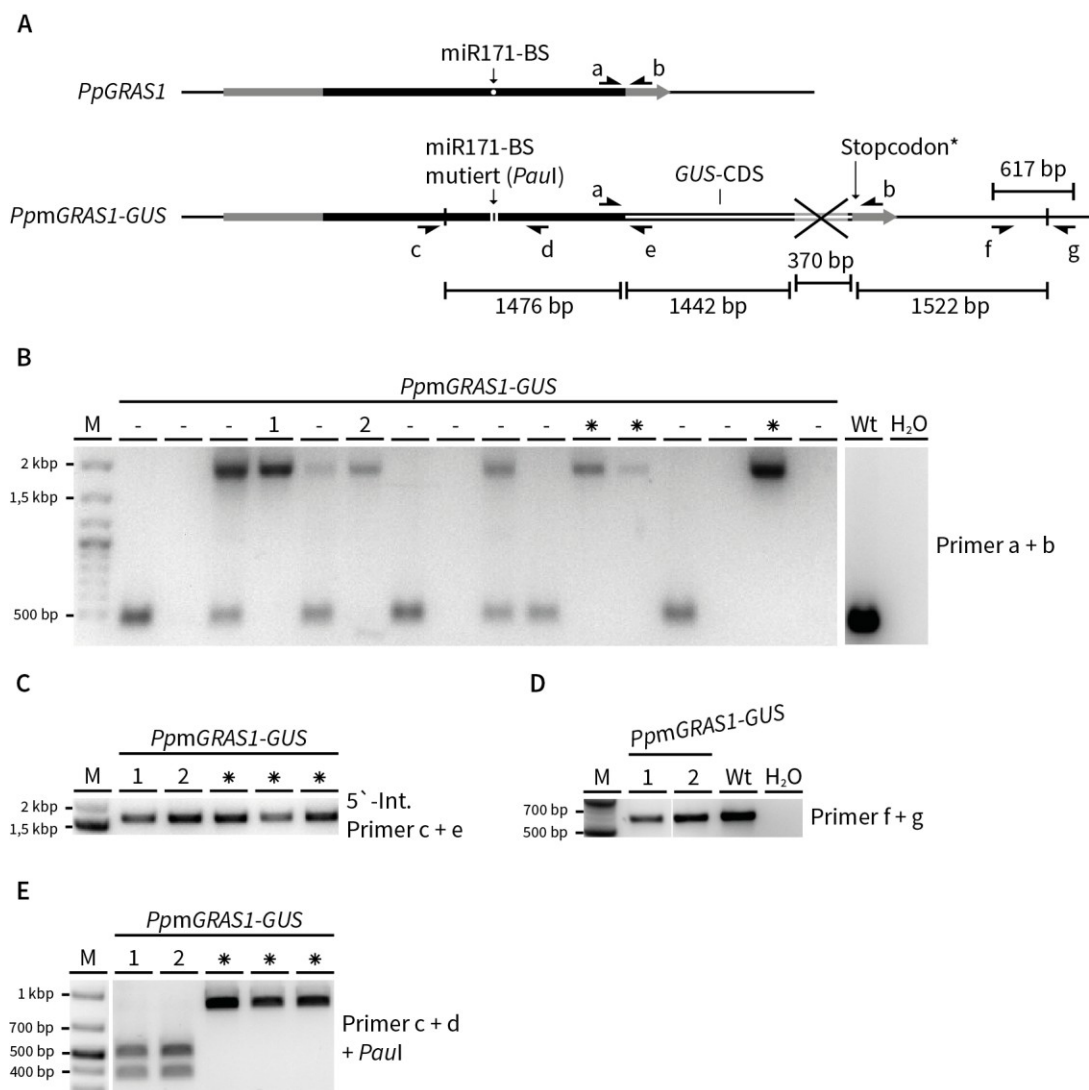 A
miR171-BS
a b
PpGRAS1
miR171-BS
mutiert (PauI)
GUS-CDS
Stopcodon*
617 bp
a b
PpmGRAS1-GUS
c d e f g
370 bp
1476 bp 1442 bp 1522 bp
B
PpmGRAS1-GUS
M - - - 1 - 2 - - - - * * - - * - Wt H₂O
2 kbp
1,5 kbp
Primer a + b
500 bp
C
PpmGRAS1-GUS
M 1 2 * * *
2 kbp
1,5 kbp
5`-Int.
Primer c + e
D
PpmGRAS1-GUS
M 1 2 Wt H₂O
700 bp
500 bp
Primer f + g
E
PpmGRAS1-GUS
M 1 2 * * *
1 kbp
700 bp
500 bp
400 bp
Primer c + d
+ PauI